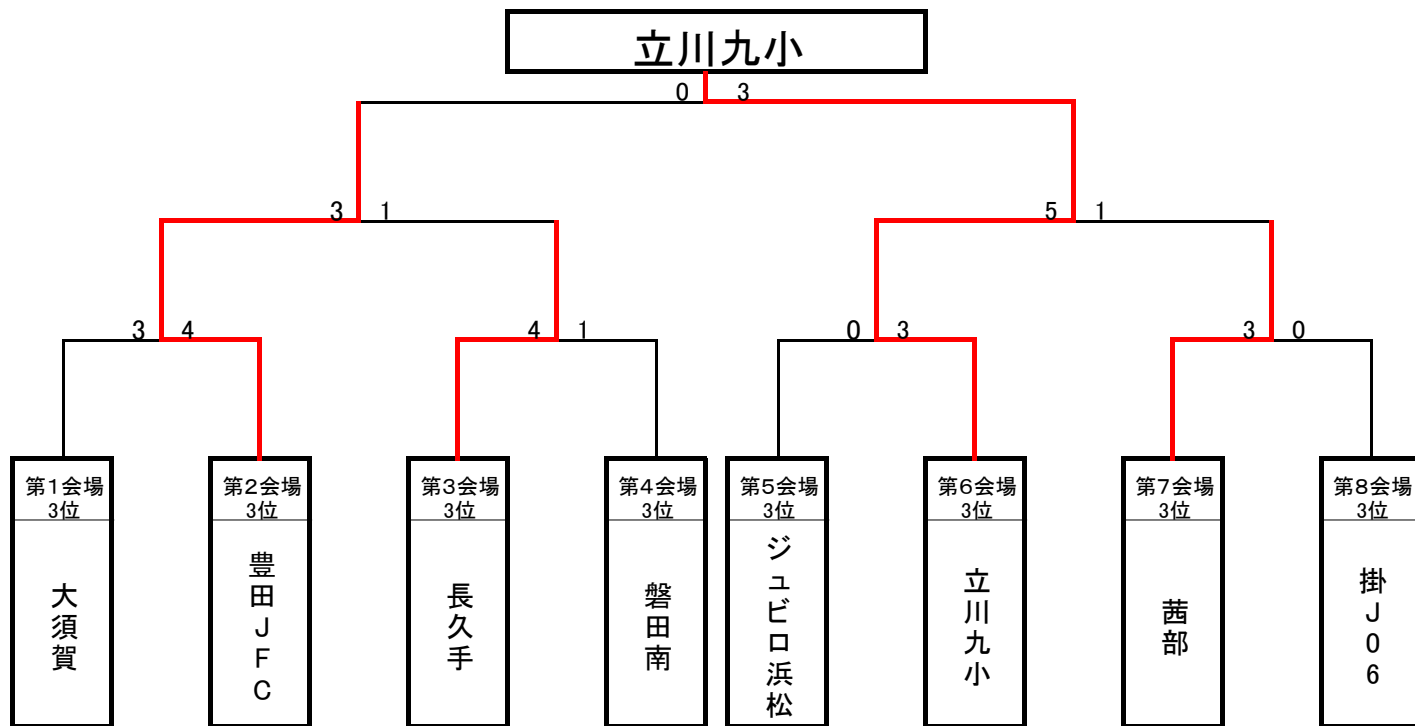 立川九小
0 3
3 1
5 1
3 4
4 1
0 3
3 0
第1会場
3位
大須賀
第2会場
3位
豊田JFC
第3会場
3位
長久手
第4会場
3位
磐田南
第5会場
3位
ジュビロ浜松
第6会場
3位
立川九小
第7会場
3位
茜部
第8会場
3位
掛J06